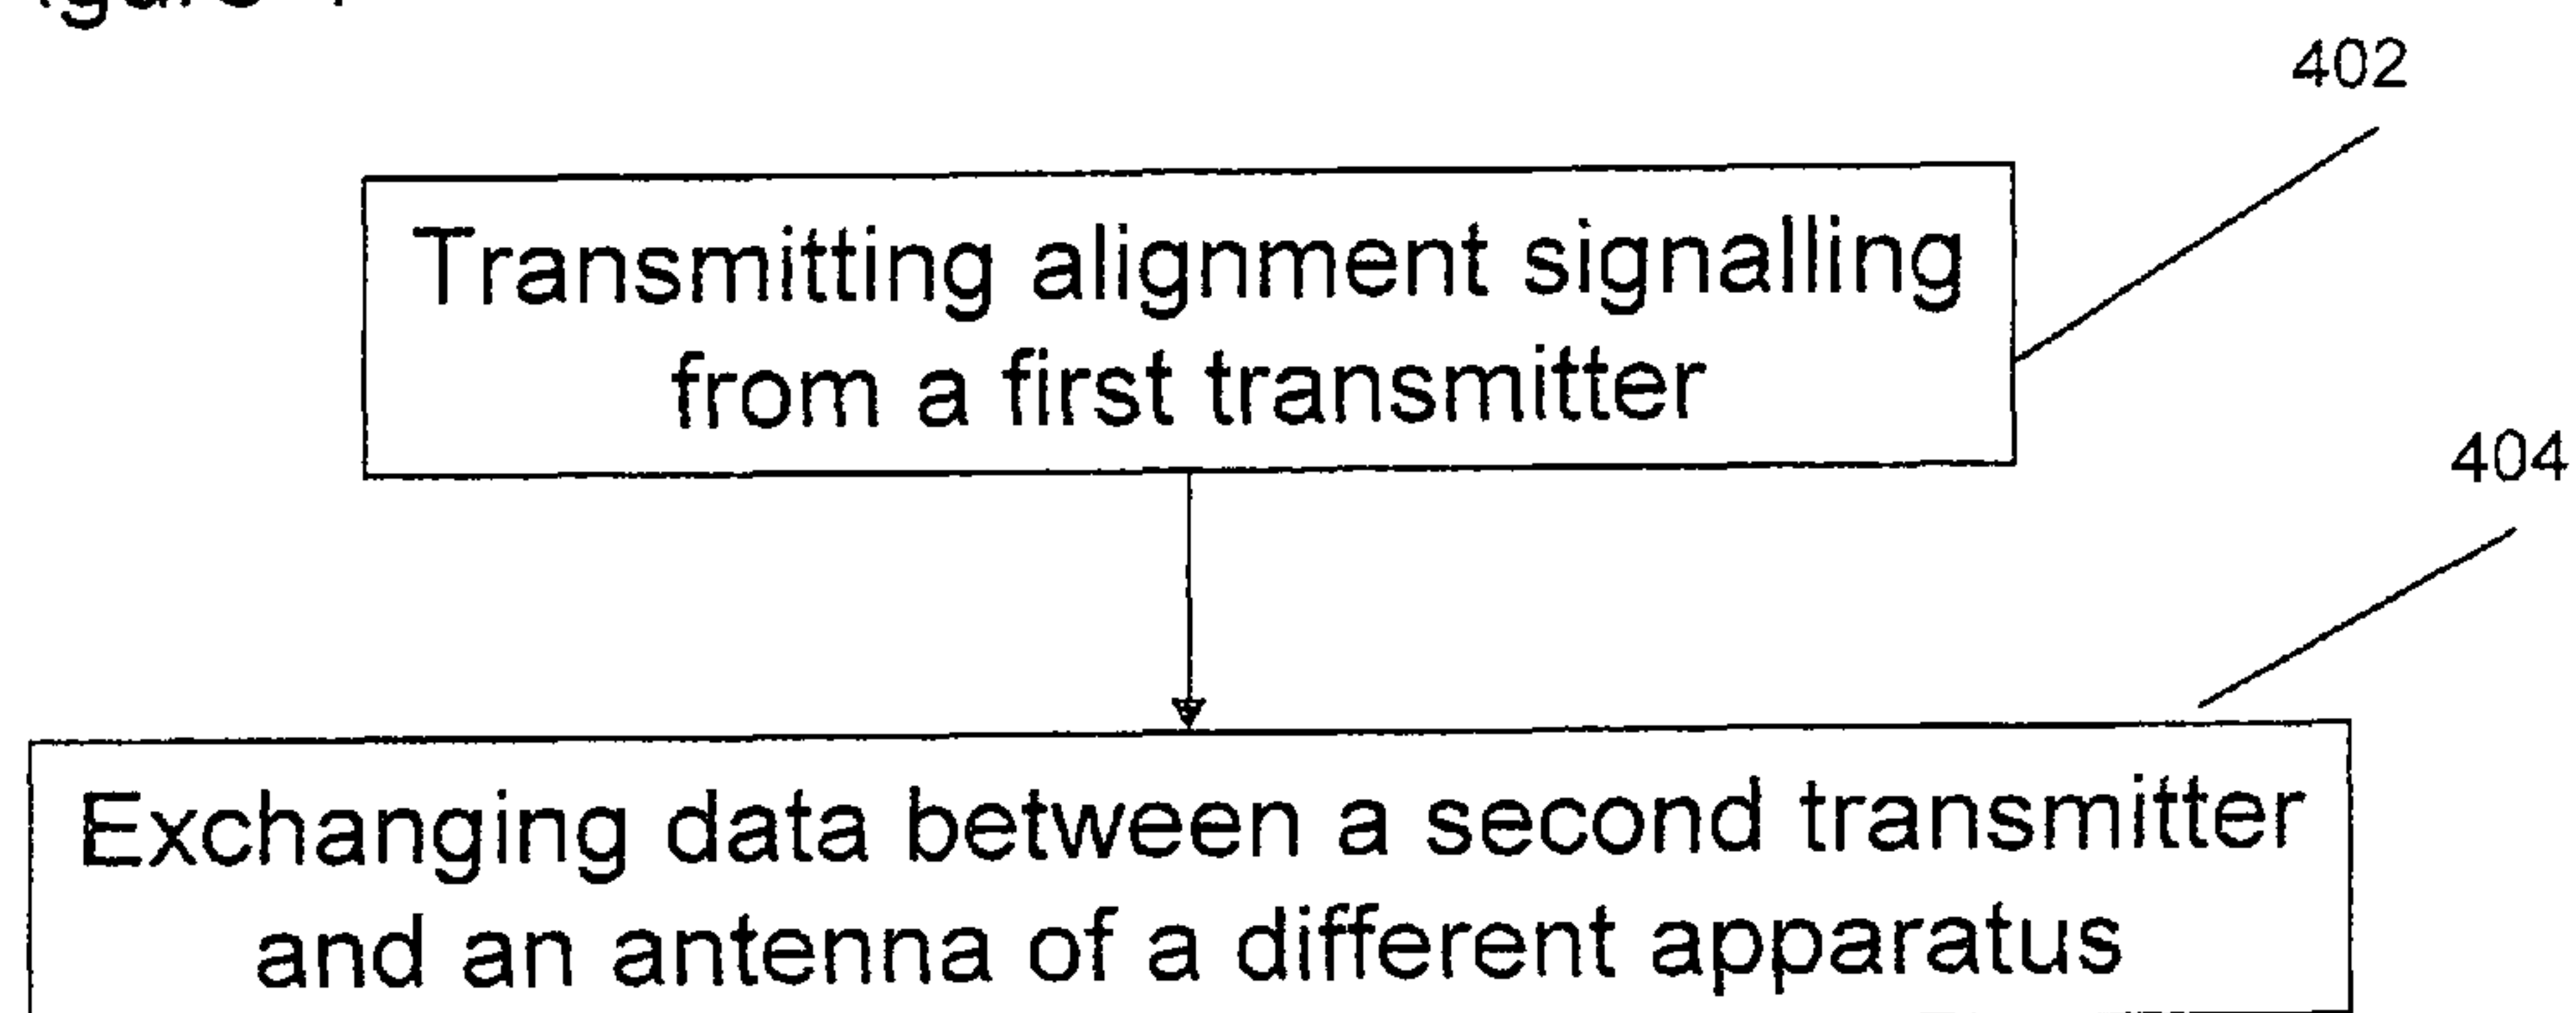 402
Transmitting alignment signalling
from a first transmitter
404
Exchanging data between a second transmitter
and an antenna of a different apparatus